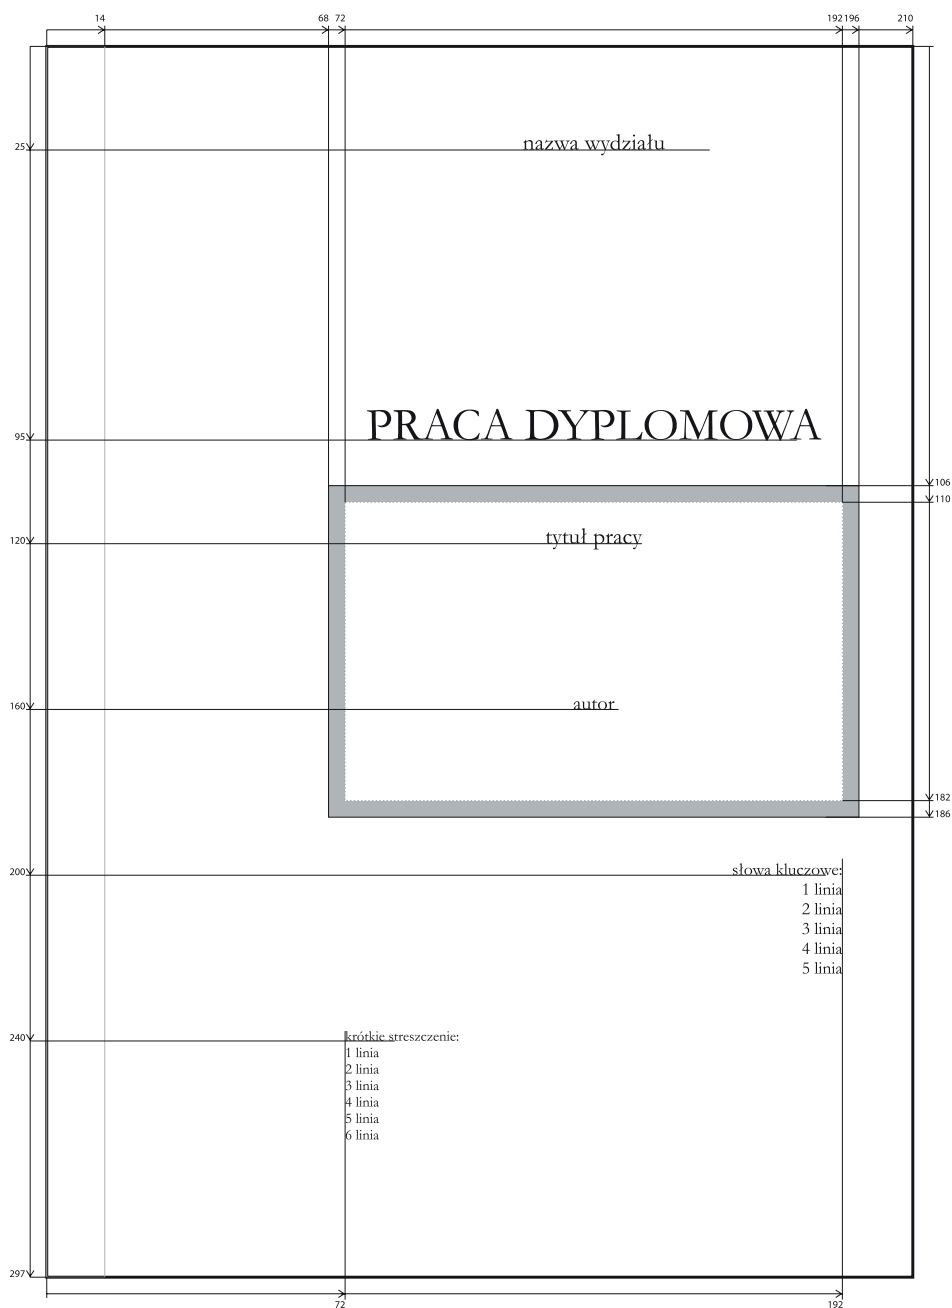 14 68 72 192 196 210
25 nazwa wydziału
95 PRACA DYPLOMOWA
106
110
120 tytuł pracy
160 autor
182
186
200 słowa kluczowe:
1 linia
2 linia
3 linia
4 linia
5 linia
240 krótkie streszczenie:
1 linia
2 linia
3 linia
4 linia
5 linia
6 linia
297
72 192